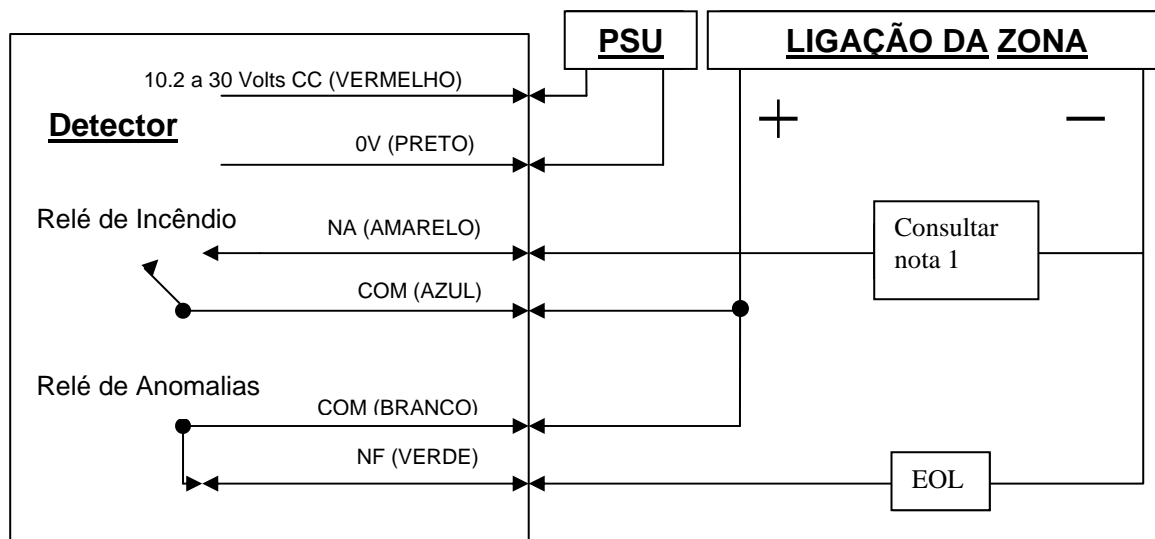 PSU
LIGAÇÃO DA ZONA
10.2 a 30 Volts CC (VERMELHO)
Detector
+
−
0V (PRETO)
Relé de Incêndio
NA (AMARELO)
Consultar
nota 1
COM (AZUL)
Relé de Anomalias
COM (BRANCO)
NF (VERDE)
EOL